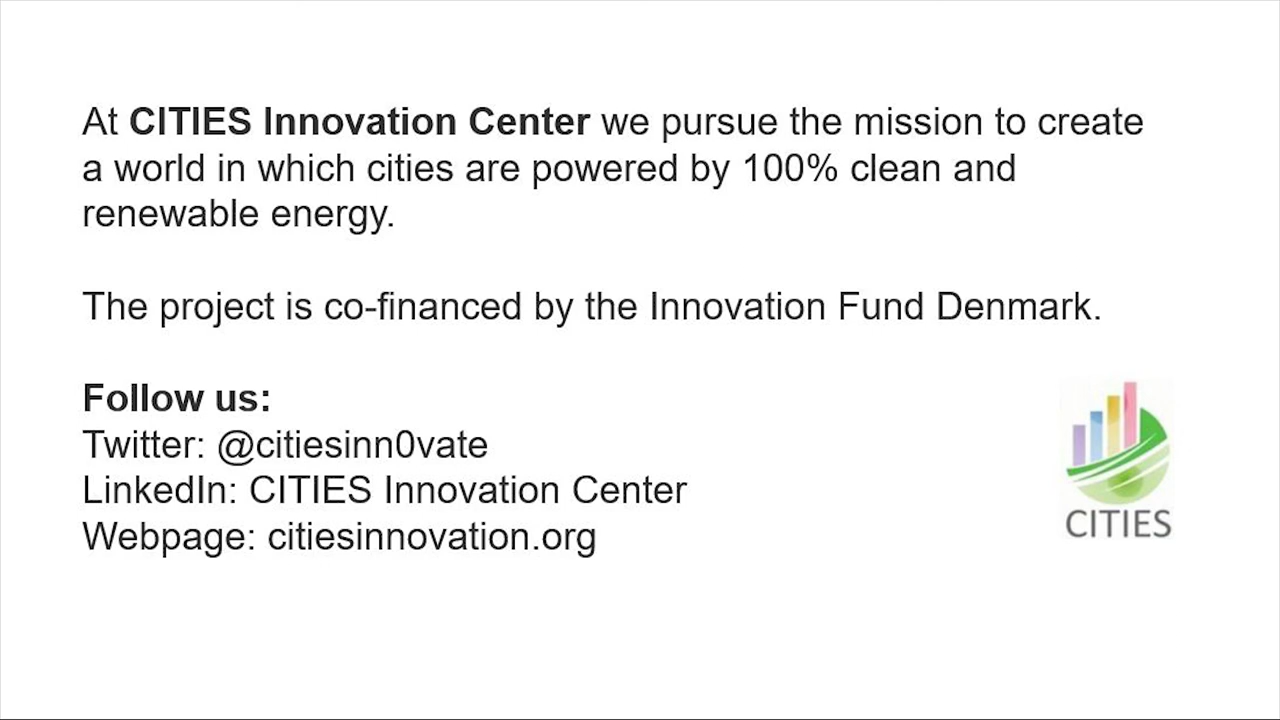 At CITIES Innovation Center we pursue the mission to create
a world in which cities are powered by 100% clean and
renewable energy.
The project is co-financed by the Innovation Fund Denmark.
Follow us:
Twitter: @citiesinn0vate
LinkedIn: CITIES Innovation Center
Webpage: citiesinnovation.org
CITIES